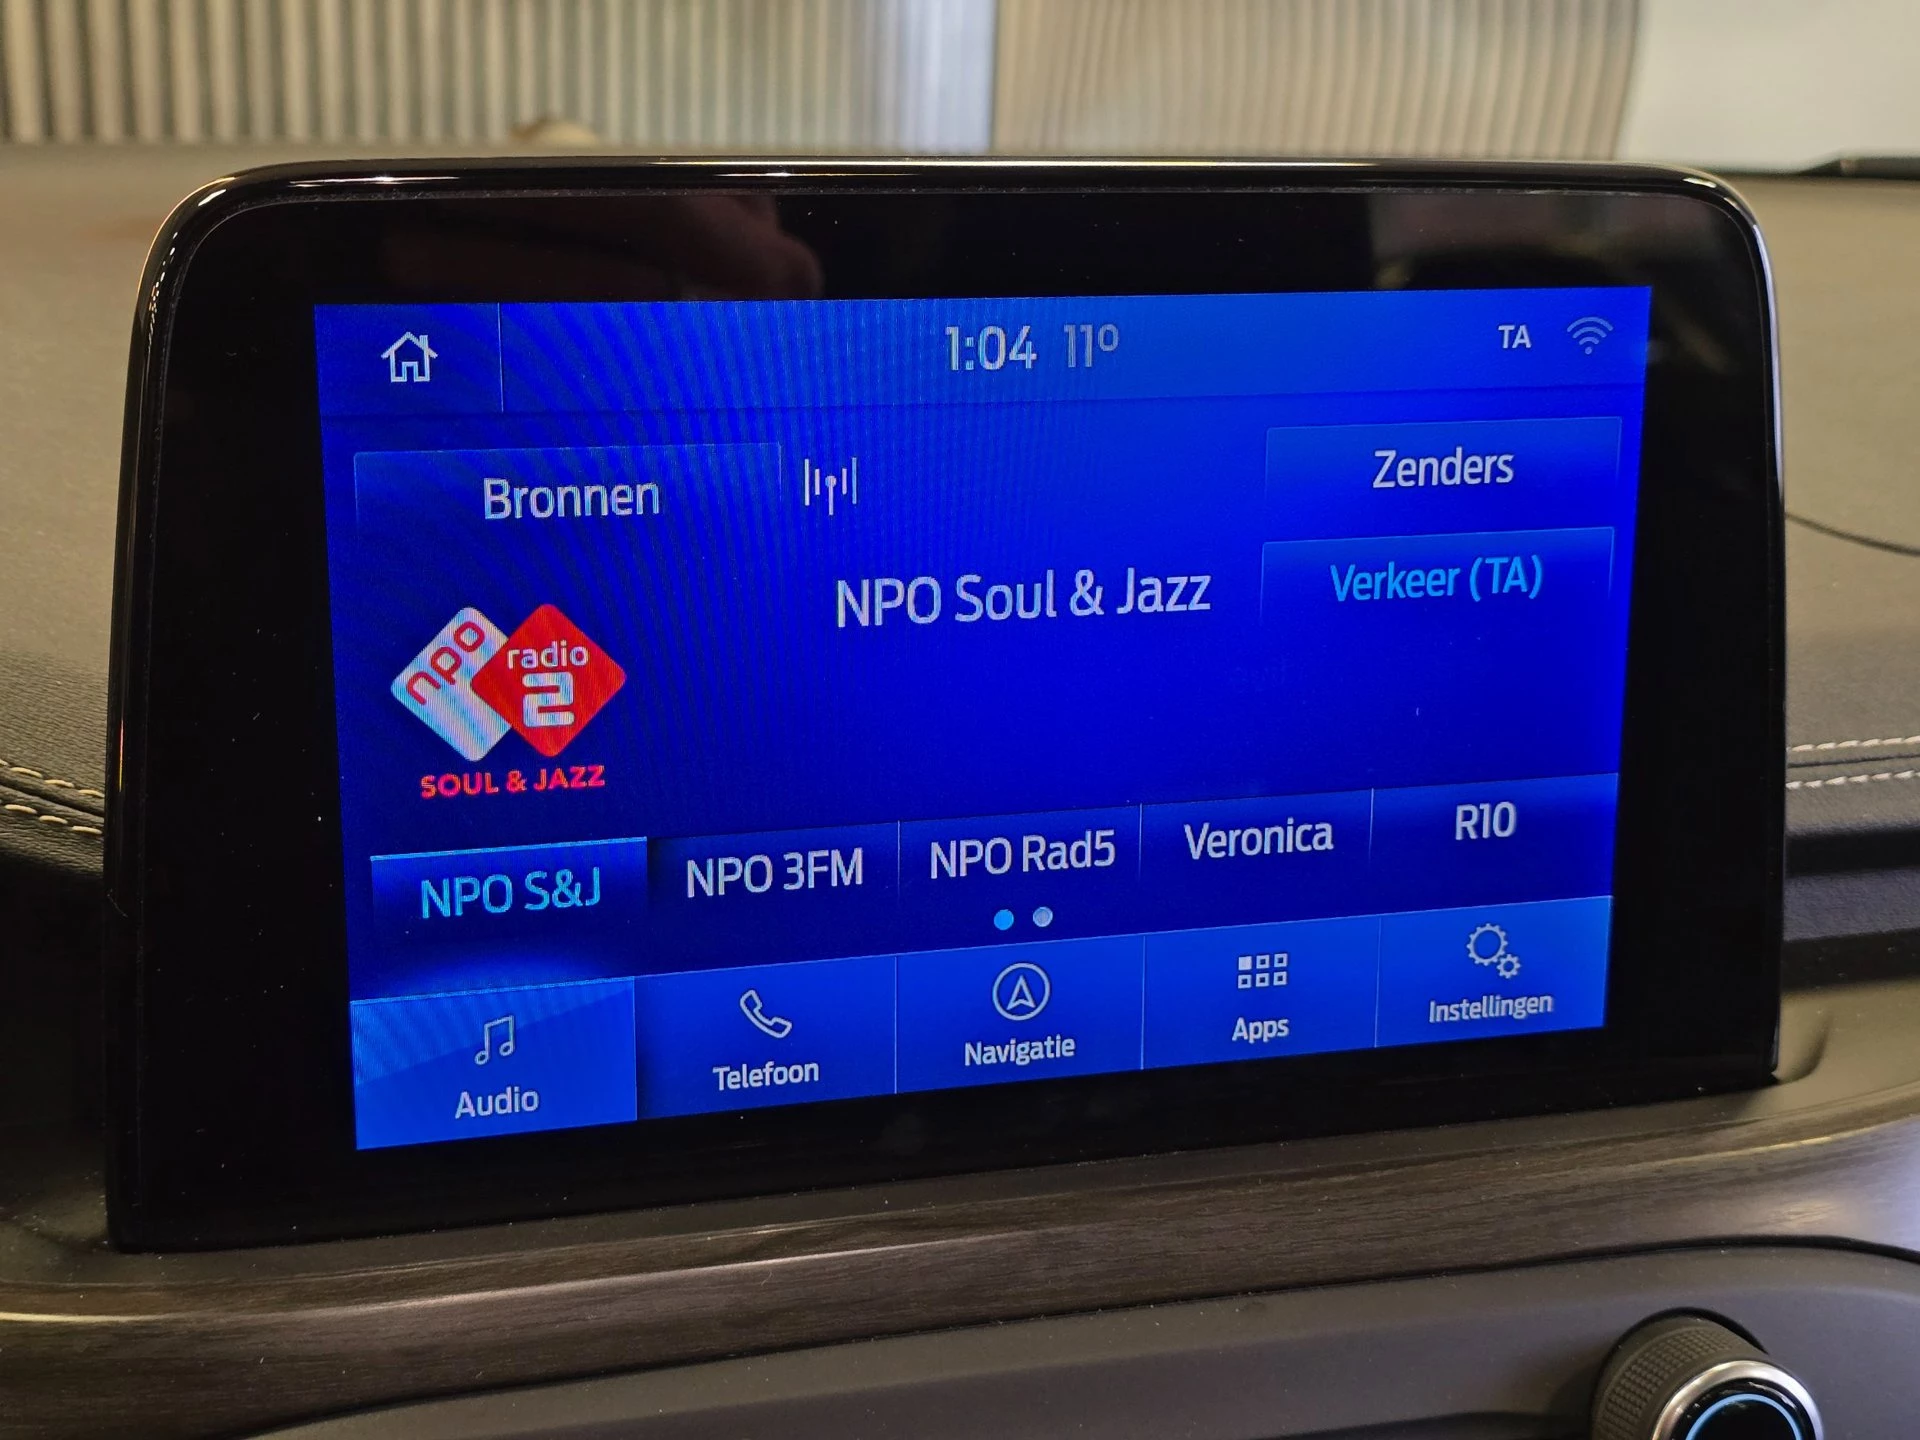 1:04 11°
TA
Bronnen
Zenders
NPO Soul & Jazz
Verkeer (TA)
npo
radio
2
SOUL & JAZZ
NPO S&J
NPO 3FM
NPO Rad5
Veronica
R10
Audio
Telefoon
Navigatie
Apps
Instellingen